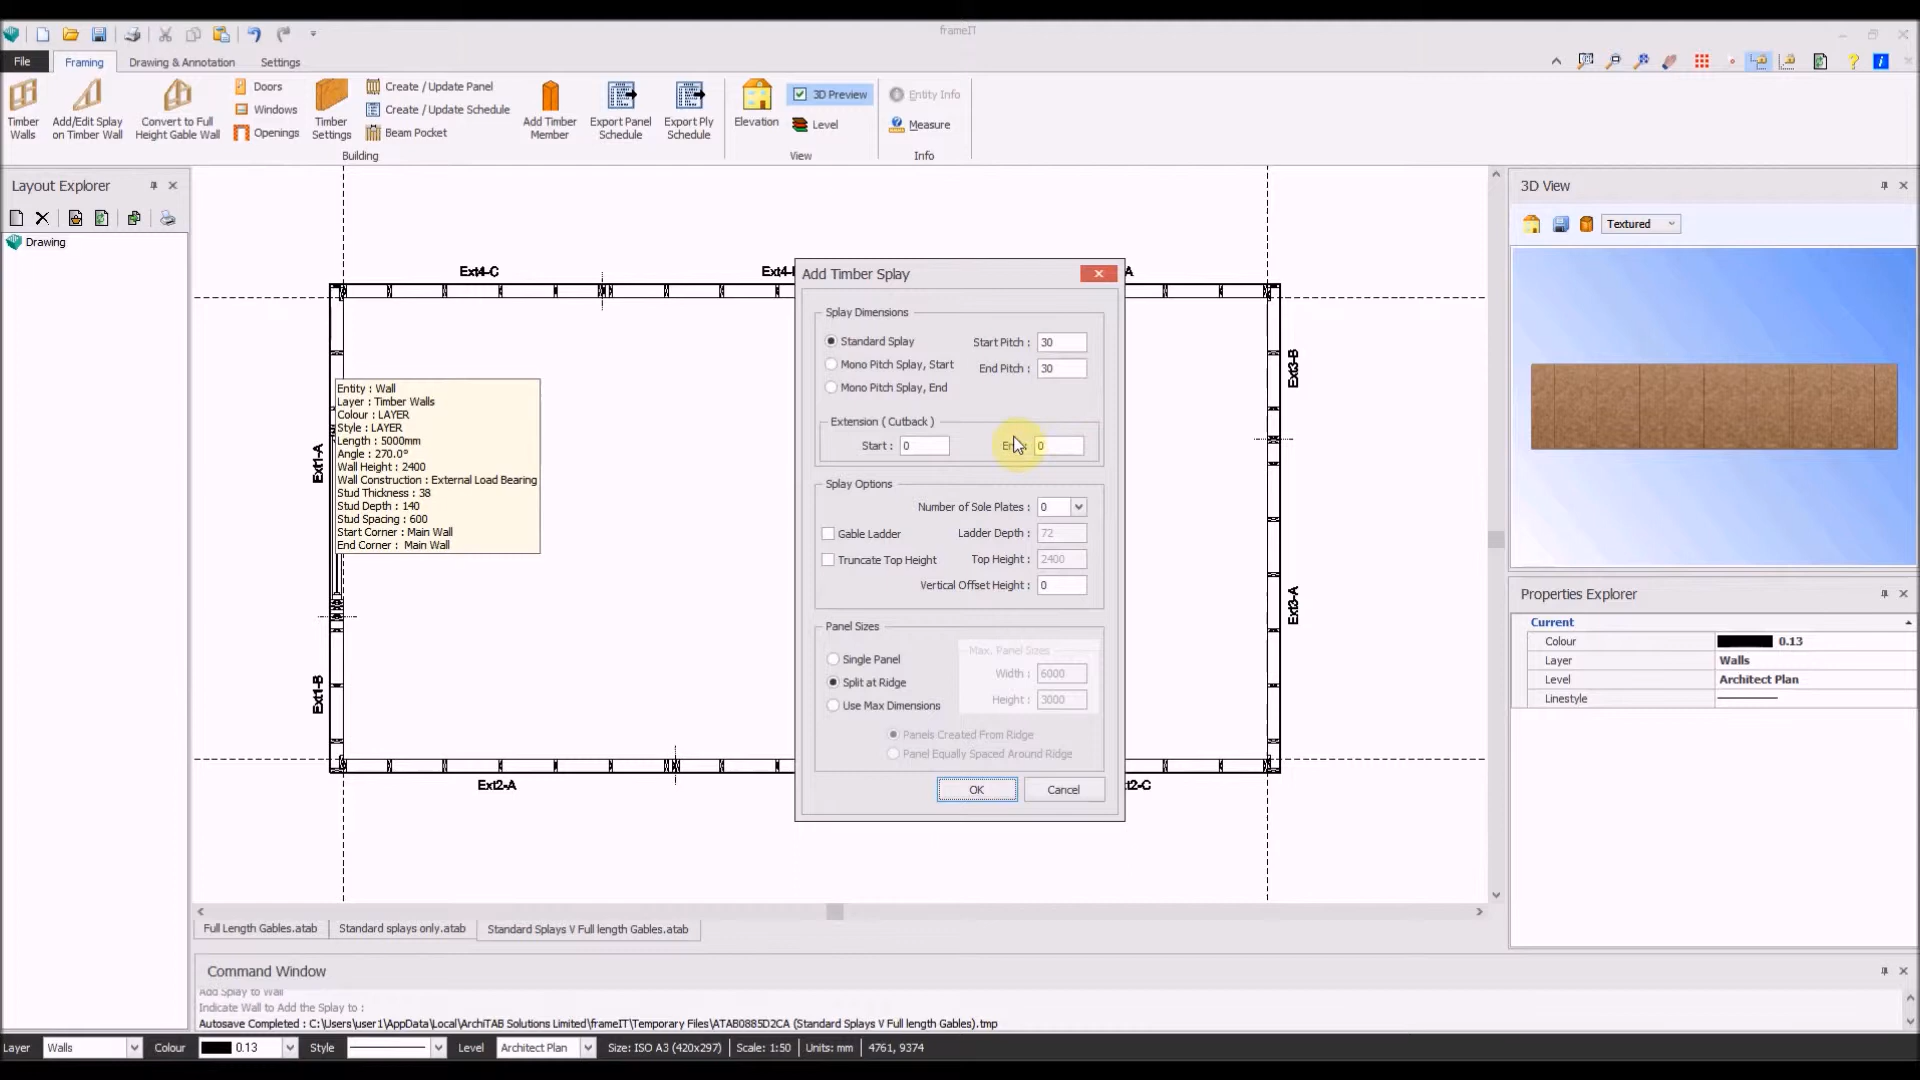 frameIT
File
Framing
Drawing & Annotation
Settings
Timber Walls
Add/Edit Splay on Timber Wall
Convert to Full Height Gable Wall
Doors
Windows
Openings
Timber Settings
Create / Update Panel
Create / Update Schedule
Beam Pocket
Add Timber Member
Export Panel Schedule
Export Ply Schedule
Elevation
3D Preview
Level
Entity Info
Measure
Building
View
Info
Layout Explorer
Drawing
3D View
Textured
Ext4-C
Ext4-
A
Ext3-B
Ext1-A
Ext3-A
Ext1-B
Ext2-A
t2-C
Entity : Wall
Layer : Timber Walls
Colour : LAYER
Style : LAYER
Length : 5000mm
Angle : 270.0°
Wall Height : 2400
Wall Construction : External Load Bearing
Stud Thickness : 38
Stud Depth : 140
Stud Spacing : 600
Start Corner : Main Wall
End Corner : Main Wall
Add Timber Splay
Splay Dimensions
Standard Splay
Start Pitch : 30
Mono Pitch Splay, Start
End Pitch : 30
Mono Pitch Splay, End
Extension ( Cutback )
Start : 0
0
Splay Options
Number of Sole Plates : 0
Gable Ladder
Ladder Depth : 72
Truncate Top Height
Top Height : 2400
Vertical Offset Height : 0
Panel Sizes
Single Panel
Max. Panel Sizes
Split at Ridge
Width : 6000
Use Max Dimensions
Height : 3000
Panels Created From Ridge
Panel Equally Spaced Around Ridge
OK
Cancel
Properties Explorer
Current
Colour 0.13
Layer Walls
Level Architect Plan
Linestyle
Full Length Gables.atab
Standard splays only.atab
Standard Splays V Full length Gables.atab
Command Window
Add Splay to Wall
Indicate Wall to Add the Splay to :
Autosave Completed : C:\Users\user1\AppData\Local\ArchiTAB Solutions Limited\frameIT\Temporary Files\ATAB0885D2CA (Standard Splays V Full length Gables).tmp
Layer Walls Colour 0.13 Style Level Architect Plan Size: ISO A3 (420x297) Scale: 1:50 Units: mm 4761, 9374